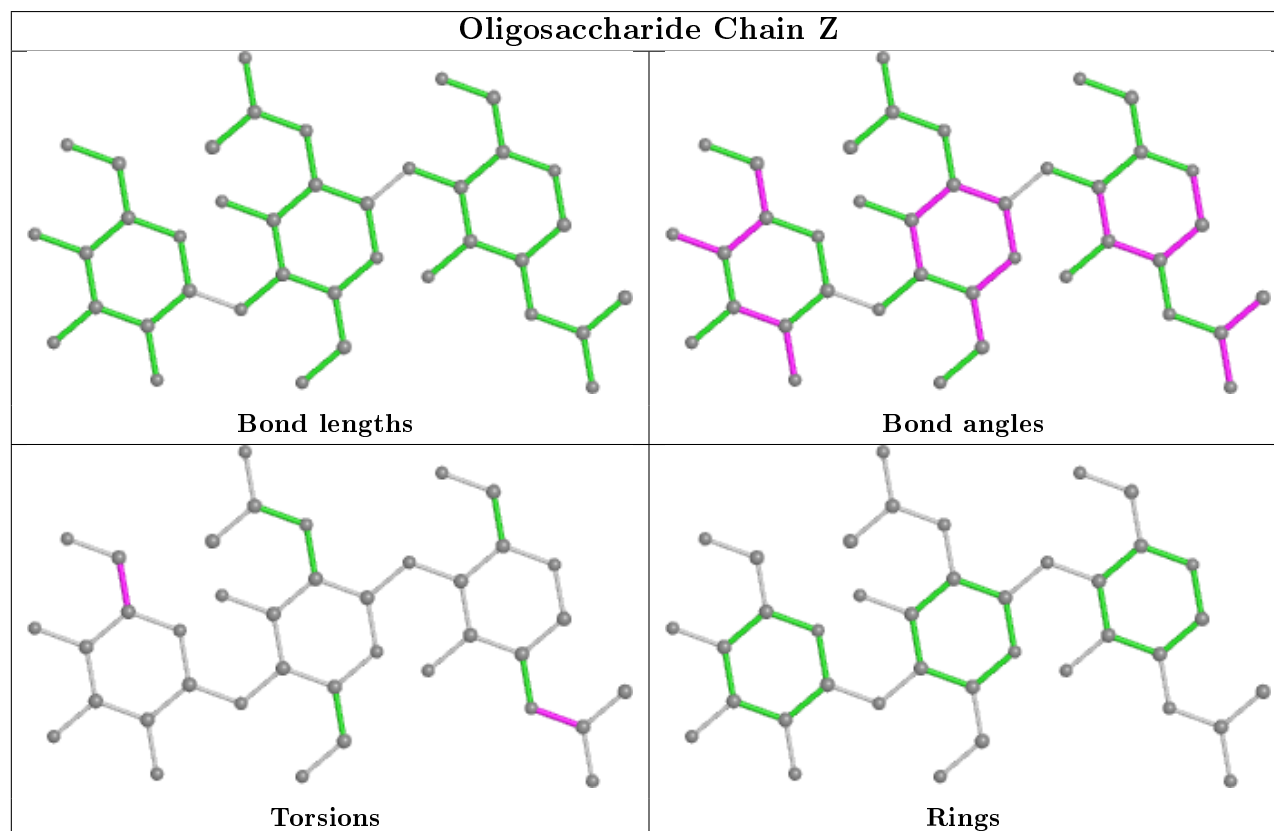 Oligosaccharide Chain Z
Bond lengths
Bond angles
Torsions
Rings